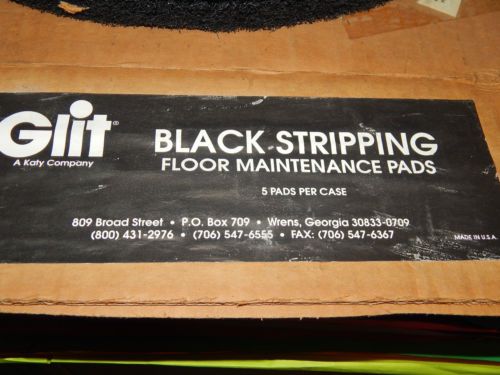 Glit®
A Katy Company
BLACK STRIPPING
FLOOR MAINTENANCE PADS
5 PADS PER CASE
809 Broad Street • P.O. Box 709 • Wrens, Georgia 30833-0709
(800) 431-2976 • (706) 547-6555 • FAX: (706) 547-6367
MADE IN U.S.A.